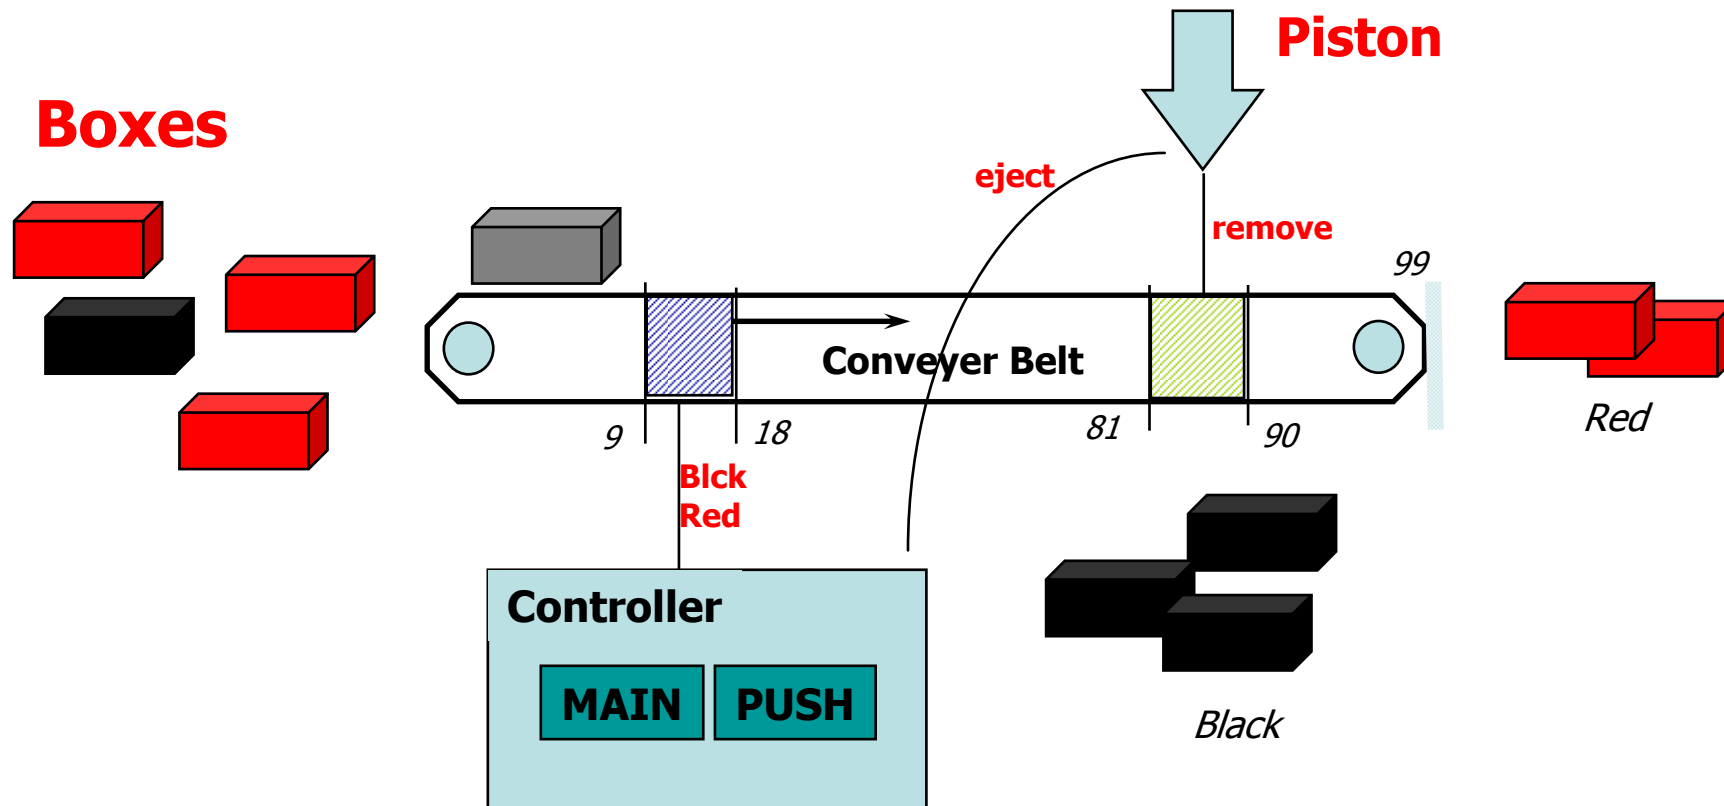 Piston
Boxes
eject
remove
99
Conveyer Belt
9
18
81
90
Red
Blck
Red
Controller
MAIN
PUSH
Black